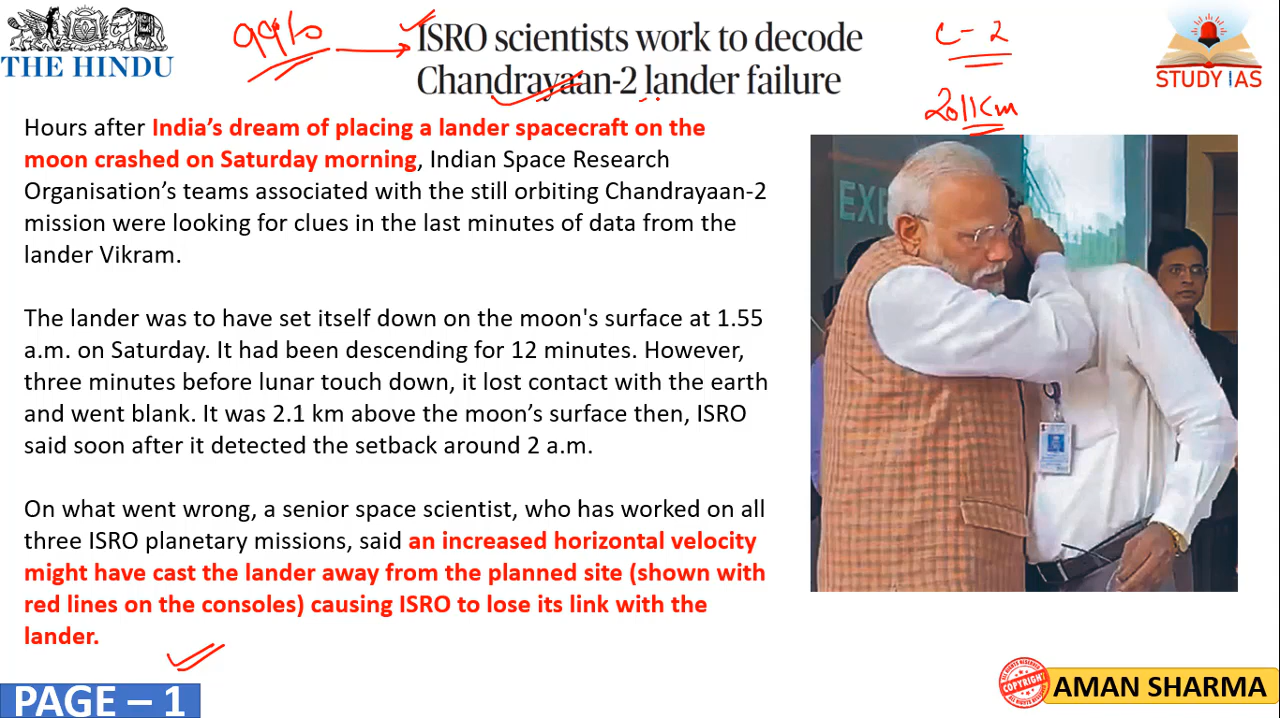 THE HINDU
99%
ISRO scientists work to decode
Chandrayaan-2 lander failure
C-2
STUDY IAS
Hours after India’s dream of placing a lander spacecraft on the
moon crashed on Saturday morning, Indian Space Research
Organisation’s teams associated with the still orbiting Chandrayaan-2
mission were looking for clues in the last minutes of data from the
lander Vikram.
The lander was to have set itself down on the moon's surface at 1.55
a.m. on Saturday. It had been descending for 12 minutes. However,
three minutes before lunar touch down, it lost contact with the earth
and went blank. It was 2.1 km above the moon’s surface then, ISRO
said soon after it detected the setback around 2 a.m.
On what went wrong, a senior space scientist, who has worked on all
three ISRO planetary missions, said an increased horizontal velocity
might have cast the lander away from the planned site (shown with
red lines on the consoles) causing ISRO to lose its link with the
lander.
EXP
PAGE – 1
COPYRIGHT
AMAN SHARMA